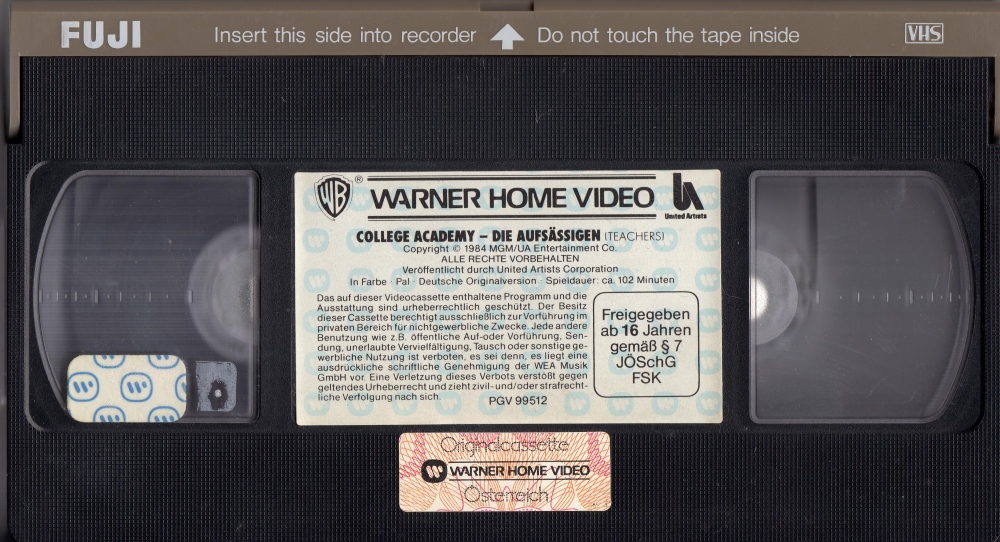 FUJI Insert this side into recorder Do not touch the tape inside VHS
WB ® WARNER HOME VIDEO
United Artists
COLLEGE ACADEMY – DIE AUFSÄSSIGEN (TEACHERS)
Copyright © 1984 MGM/UA Entertainment Co.
ALLE RECHTE VORBEHALTEN
Veröffentlicht durch United Artists Corporation
In Farbe · Pal · Deutsche Originalversion · Spieldauer: ca. 102 Minuten
Das auf dieser Videocassette enthaltene Programm und die
Ausstattung sind urheberrechtlich geschützt. Der Besitz
dieser Cassette berechtigt ausschließlich zur Vorführung im
privaten Bereich für nichtgewerbliche Zwecke. Jede andere
Benutzung wie z.B. öffentliche Auf-oder Vorführung, Sen-
dung, unerlaubte Vervielfältigung, Tausch oder sonstige ge-
werbliche Nutzung ist verboten, es sei denn, es liegt eine
ausdrückliche schriftliche Genehmigung der WEA Musik
GmbH vor. Eine Verletzung dieses Verbots verstößt gegen
geltendes Urheberrecht und zieht zivil-und/oder strafrecht-
liche Verfolgung nach sich.
PGV 99512
Freigegeben
ab 16 Jahren
gemäß § 7
JÖSchG
FSK
Originalcassette
WARNER HOME VIDEO
Österreich